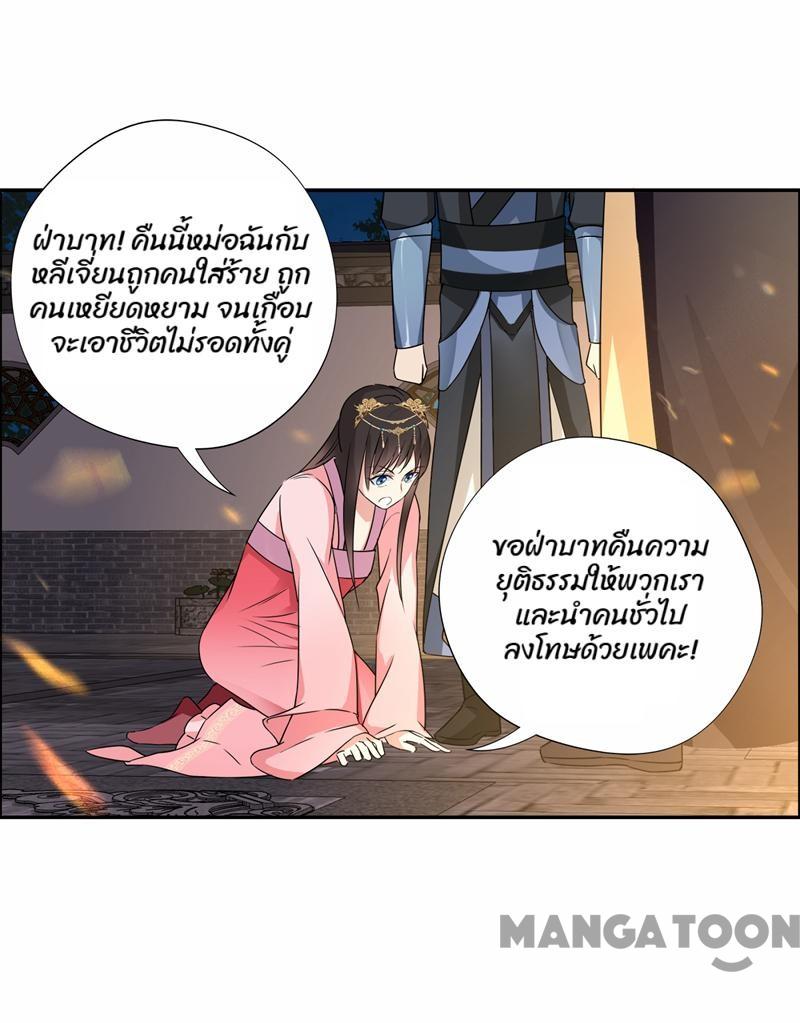 ฝ่าบาท! คืนนี้หม่อฉันกับ
หลีเจี๋ยนถูกคนใส่ร้าย ถูก
คนเหยียดหยาม จนเกือบ
จะเอาชีวิตไม่รอดทั้งคู่
ขอฝ่าบาทคืนความ
ยุติธรรมให้พวกเรา
และนำคนชั่วไป
ลงโทษด้วยเพคะ!
MANGATOON